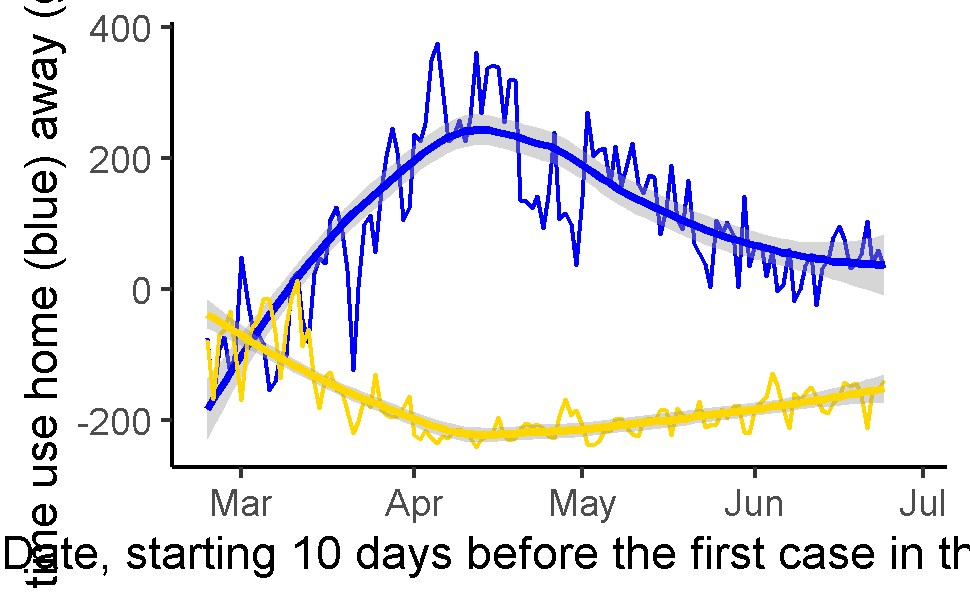 time use home (blue) away (
400
200
0
-200
Mar Apr May Jun Jul
Date, starting 10 days before the first case in th